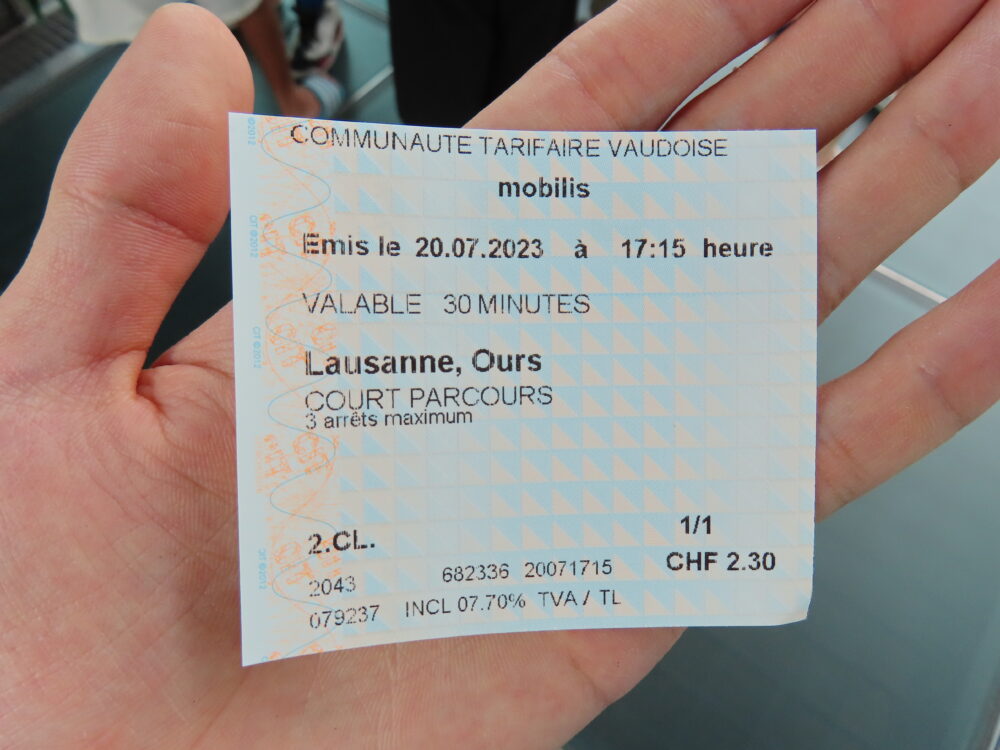 COMMUNAUTE TARIFAIRE VAUDOISE
mobilis
Emis le 20.07.2023 à 17:15 heure
VALABLE 30 MINUTES
Lausanne, Ours
COURT PARCOURS
3 arrêts maximum
2.CL. 1/1
CHF 2.30
2043 682336 20071715
079237 INCL 07.70% TVA / TL